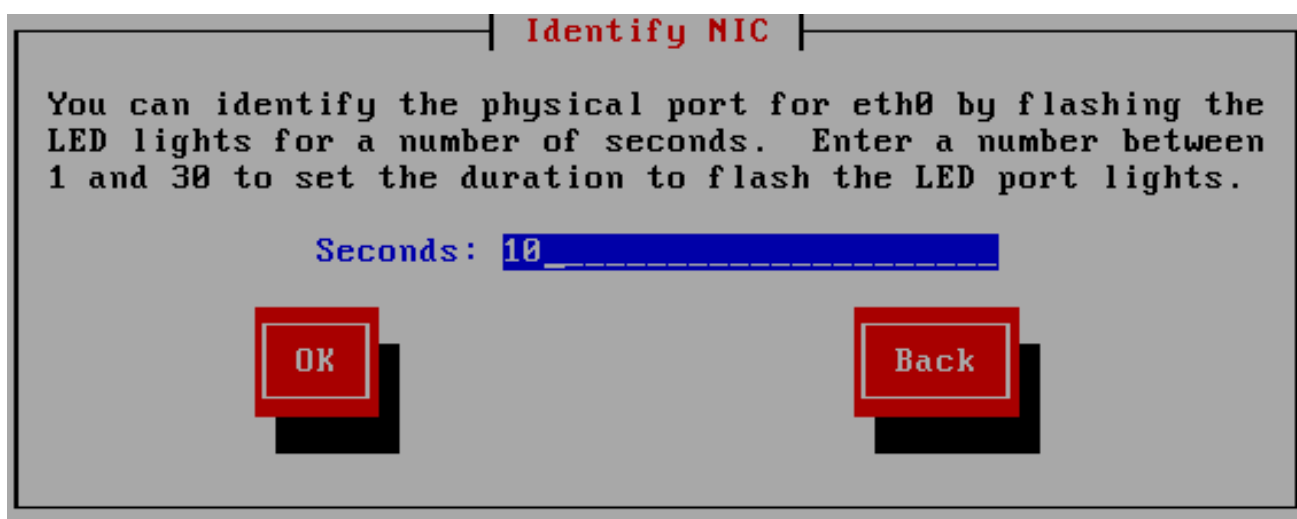 Identify NIC
You can identify the physical port for eth0 by flashing the
LED lights for a number of seconds.  Enter a number between
1 and 30 to set the duration to flash the LED port lights.
Seconds: 10_______________________
OK Back